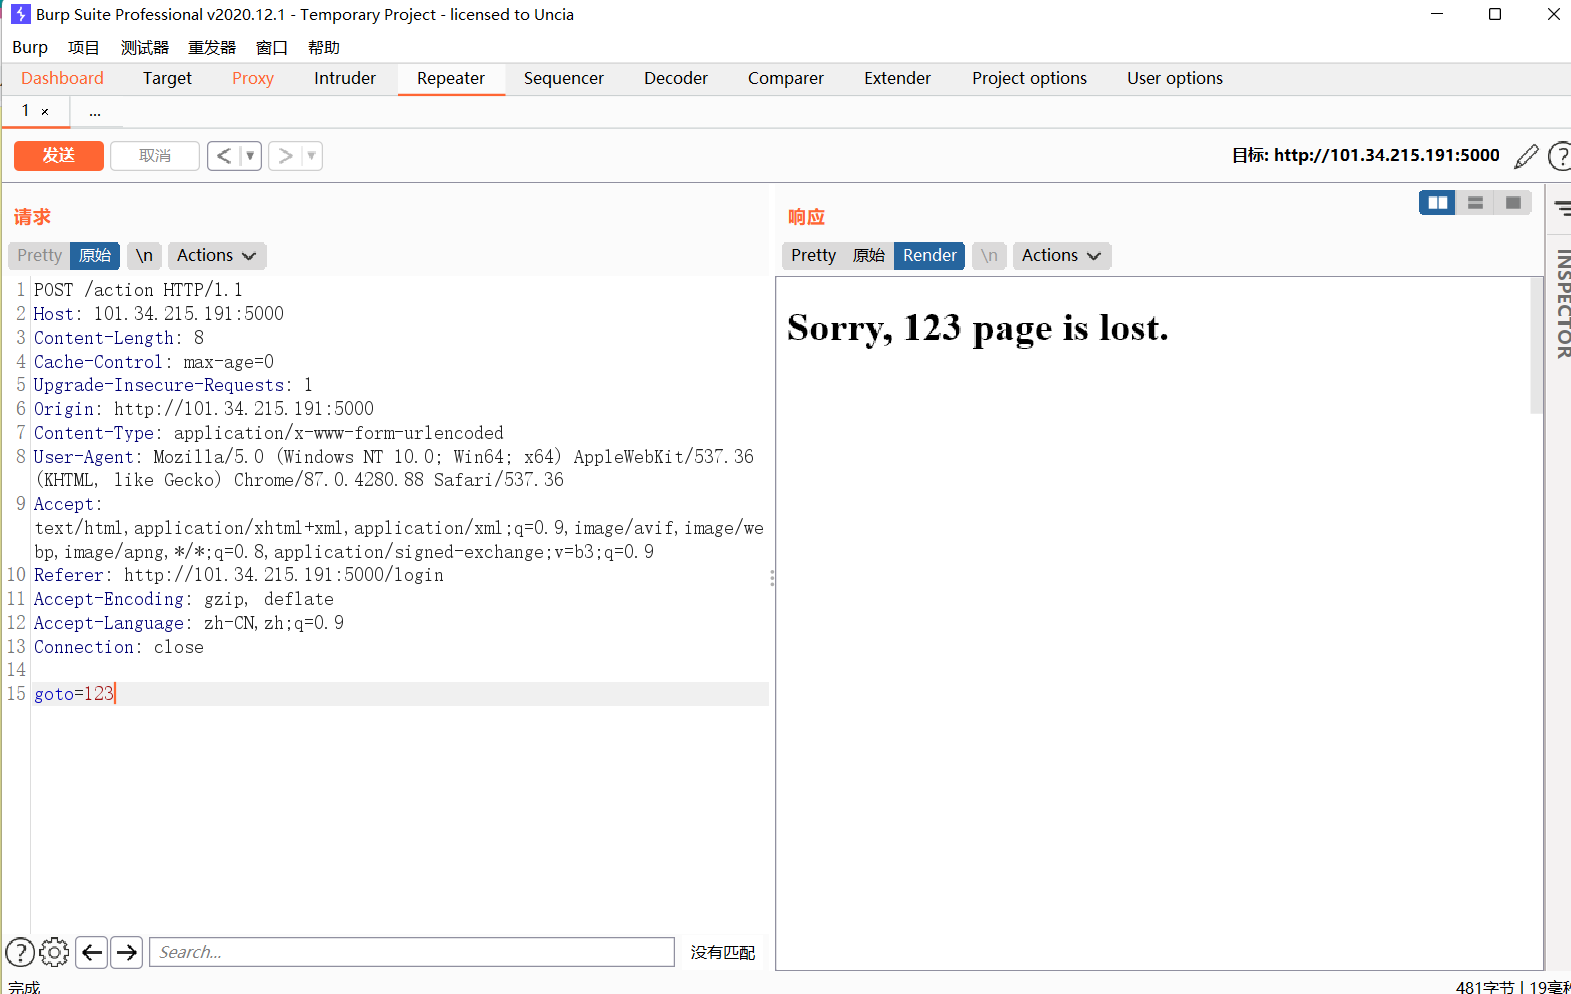 Burp Suite Professional v2020.12.1 - Temporary Project - licensed to Uncia
Burp 项目 测试器 重发器 窗口 帮助
Dashboard Target Proxy Intruder Repeater Sequencer Decoder Comparer Extender Project options User options
1 × ...
发送 取消 < ▾ > ▾ 目标: http://101.34.215.191:5000
请求
Pretty 原始 \n Actions
1 POST /action HTTP/1.1
2 Host: 101.34.215.191:5000
3 Content-Length: 8
4 Cache-Control: max-age=0
5 Upgrade-Insecure-Requests: 1
6 Origin: http://101.34.215.191:5000
7 Content-Type: application/x-www-form-urlencoded
8 User-Agent: Mozilla/5.0 (Windows NT 10.0; Win64; x64) AppleWebKit/537.36
(KHTML, like Gecko) Chrome/87.0.4280.88 Safari/537.36
9 Accept:
text/html,application/xhtml+xml,application/xml;q=0.9,image/avif,image/we
bp,image/apng,*/*;q=0.8,application/signed-exchange;v=b3;q=0.9
10 Referer: http://101.34.215.191:5000/login
11 Accept-Encoding: gzip, deflate
12 Accept-Language: zh-CN,zh;q=0.9
13 Connection: close
14
15 goto=123
Search... 没有匹配
响应
Pretty 原始 Render \n Actions
Sorry, 123 page is lost.
INSPECTOR
完成 481字节 | 19毫秒